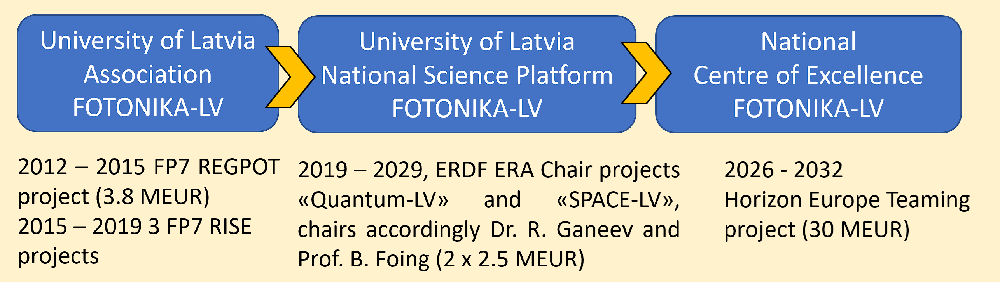 University of Latvia
Association
FOTONIKA-LV
University of Latvia
National Science Platform
FOTONIKA-LV
National
Centre of Excellence
FOTONIKA-LV
2012 – 2015 FP7 REGPOT
project (3.8 MEUR)
2015 – 2019 3 FP7 RISE
projects
2019 – 2029, ERDF ERA Chair projects
«Quantum-LV» and «SPACE-LV»,
chairs accordingly Dr. R. Ganeev and
Prof. B. Foing (2 x 2.5 MEUR)
2026 - 2032
Horizon Europe Teaming
project (30 MEUR)